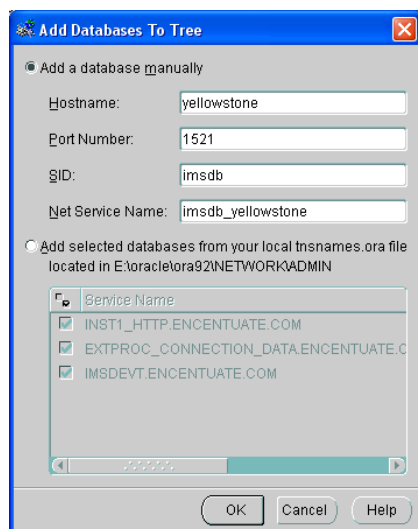 Add Databases To Tree
Add a database manually
Hostname: yellowstone
Port Number: 1521
SID: imsdb
Net Service Name: imsdb_yellowstone
Add selected databases from your local tnsnames.ora file
located in E:\oracle\ora92\NETWORK\ADMIN
Service Name
INST1_HTTP.ENCENTUATE.COM
EXTPROC_CONNECTION_DATA.ENCENTUATE.C
IMSDEVT.ENCENTUATE.COM
OK Cancel Help